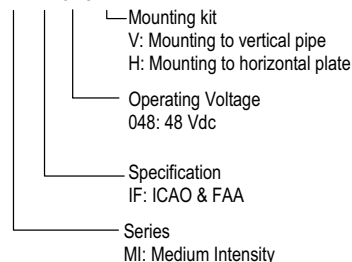 Mounting kit
V: Mounting to vertical pipe
H: Mounting to horizontal plate
Operating Voltage
048: 48 Vdc
Specification
IF: ICAO & FAA
Series
MI: Medium Intensity